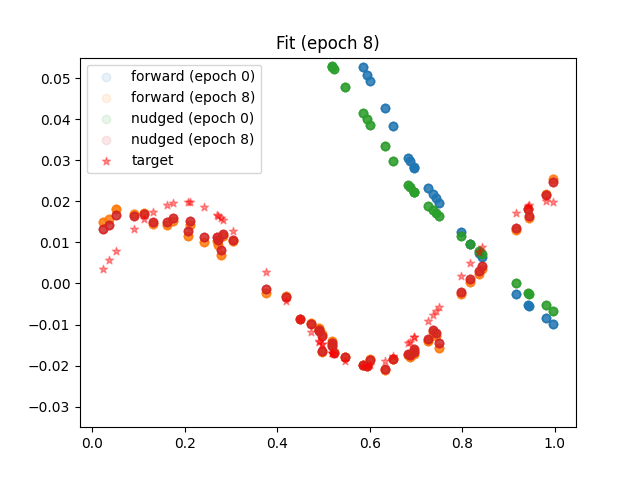 Fit (epoch 8)
0.05
0.04
0.03
0.02
0.01
0.00
−0.01
−0.02
−0.03
forward (epoch 0)
forward (epoch 8)
nudged (epoch 0)
nudged (epoch 8)
target
0.0 0.2 0.4 0.6 0.8 1.0